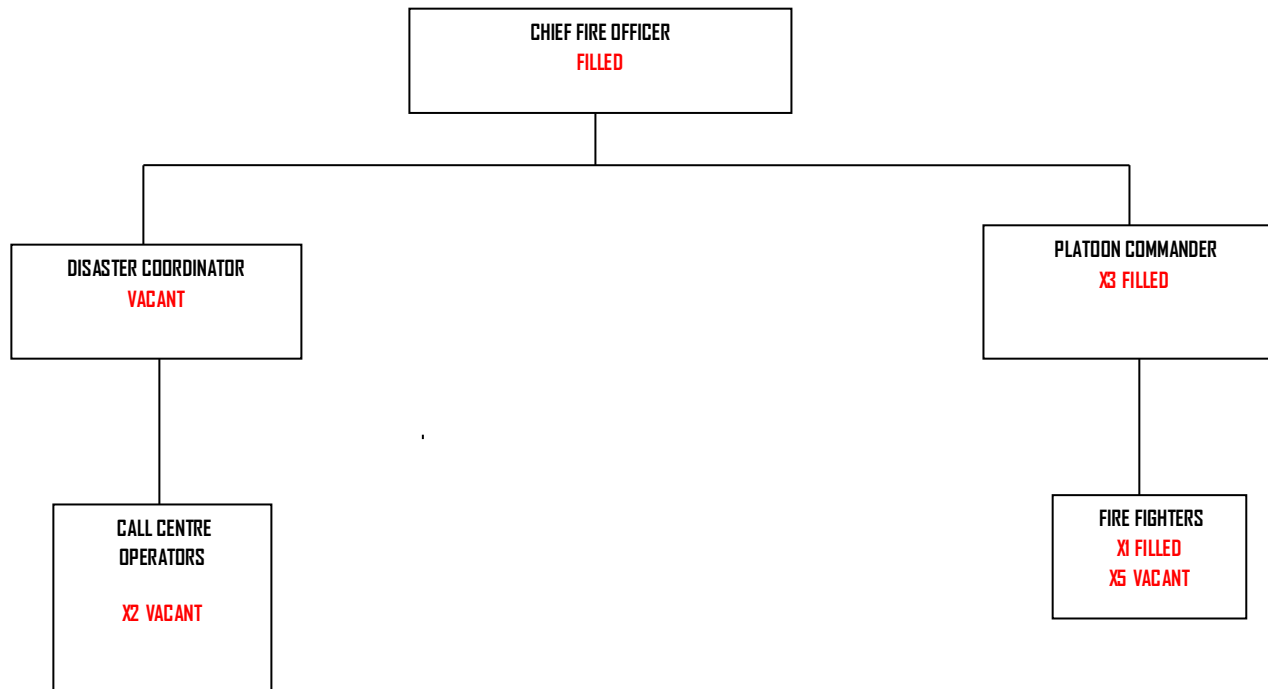 CHIEF FIRE OFFICER
FILLED
DISASTER COORDINATOR
VACANT
PLATOON COMMANDER
X3 FILLED
CALL CENTRE
OPERATORS
X2 VACANT
FIRE FIGHTERS
X1 FILLED
X5 VACANT